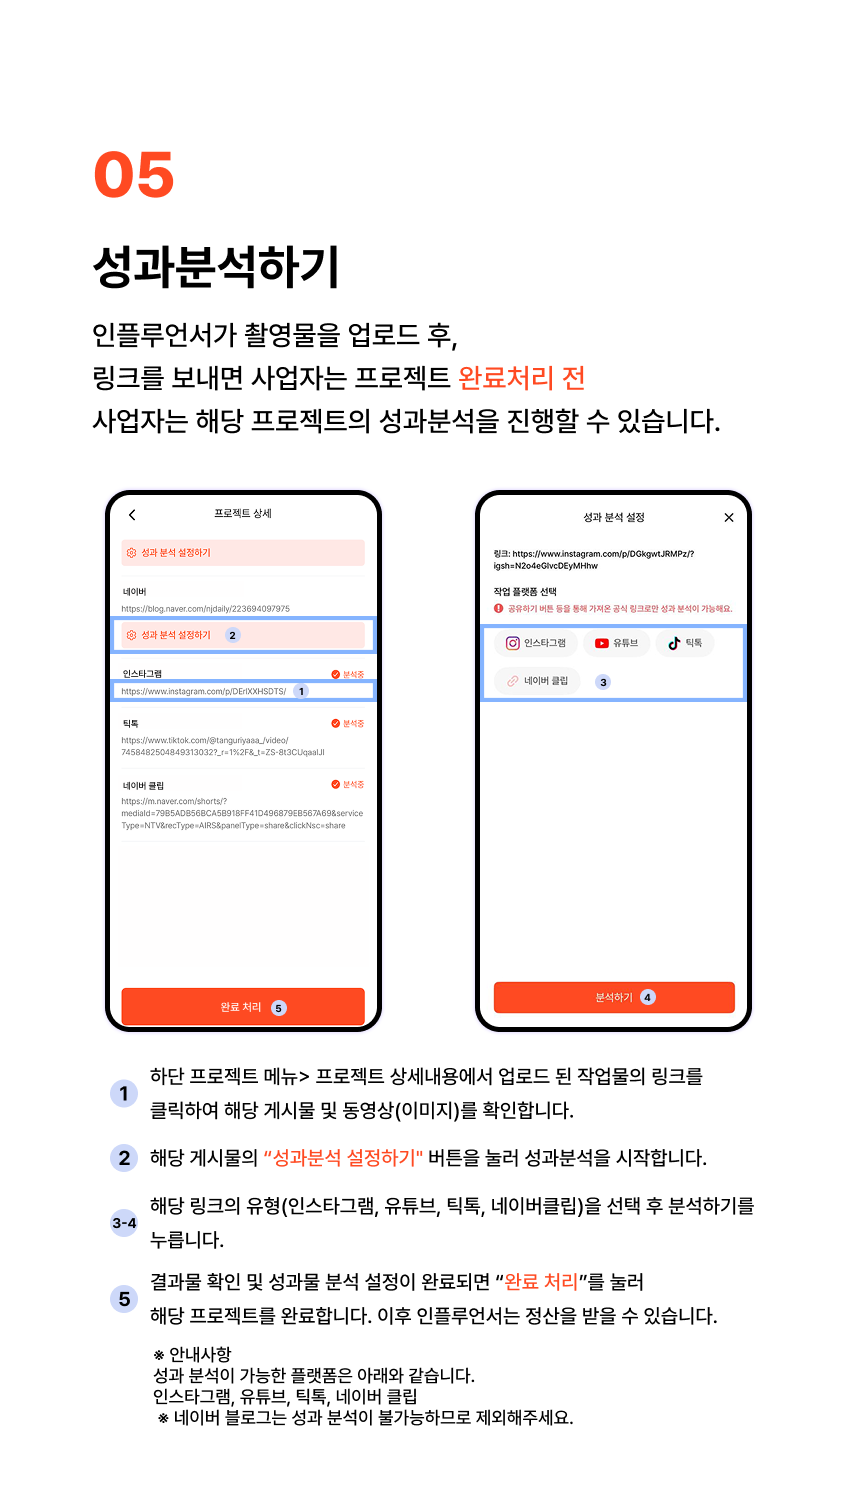 05
성과분석하기
인플루언서가 촬영물을 업로드 후,
링크를 보내면 사업자는 프로젝트 완료처리 전
사업자는 해당 프로젝트의 성과분석을 진행할 수 있습니다.
프로젝트 상세
성과 분석 설정하기
네이버
https://blog.naver.com/njdaily/223694097975
성과 분석 설정하기 2
인스타그램 분석중
https://www.instagram.com/p/DErlXXHSDTS/ 1
틱톡 분석중
https://www.tiktok.com/@tanguriyaaa_/video/
7458482504849313032?_r=1%2F&_t=ZS-8t3CUqaalJI
네이버 클립 분석중
https://m.naver.com/shorts/?
mediaId=79B5ADB56BCA5B918FF41D496879EB567A69&service
Type=NTV&recType=AIRS&panelType=share&clickNsc=share
완료 처리 5
성과 분석 설정
링크: https://www.instagram.com/p/DGkgwtJRMPz/?
igsh=N2o4eGlvcDEyMHhw
작업 플랫폼 선택
공유하기 버튼 등을 통해 가져온 공식 링크로만 성과 분석이 가능해요.
인스타그램 유튜브 틱톡
네이버 클립 3
분석하기 4
1 하단 프로젝트 메뉴> 프로젝트 상세내용에서 업로드 된 작업물의 링크를
클릭하여 해당 게시물 및 동영상(이미지)를 확인합니다.
2 해당 게시물의 “성과분석 설정하기" 버튼을 눌러 성과분석을 시작합니다.
3-4 해당 링크의 유형(인스타그램, 유튜브, 틱톡, 네이버클립)을 선택 후 분석하기를
누릅니다.
5 결과물 확인 및 성과물 분석 설정이 완료되면 “완료 처리”를 눌러
해당 프로젝트를 완료합니다. 이후 인플루언서는 정산을 받을 수 있습니다.
※ 안내사항
성과 분석이 가능한 플랫폼은 아래와 같습니다.
인스타그램, 유튜브, 틱톡, 네이버 클립
※ 네이버 블로그는 성과 분석이 불가능하므로 제외해주세요.